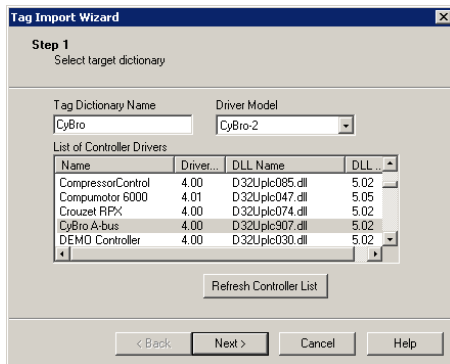 Tag Import Wizard
Step 1
Select target dictionary
Tag Dictionary Name Driver Model
CyBro CyBro-2
List of Controller Drivers
Name Driver... DLL Name DLL ...
CompressorControl 4.00 D32Uplc085.dll 5.02
Compumotor 6000 4.01 D32Uplc047.dll 5.05
Crouzet RPX 4.00 D32Uplc074.dll 5.02
CyBro A-bus 4.00 D32Uplc907.dll 5.02
DEMO Controller 4.00 D32Uplc030.dll 5.02
Refresh Controller List
< Back Next > Cancel Help